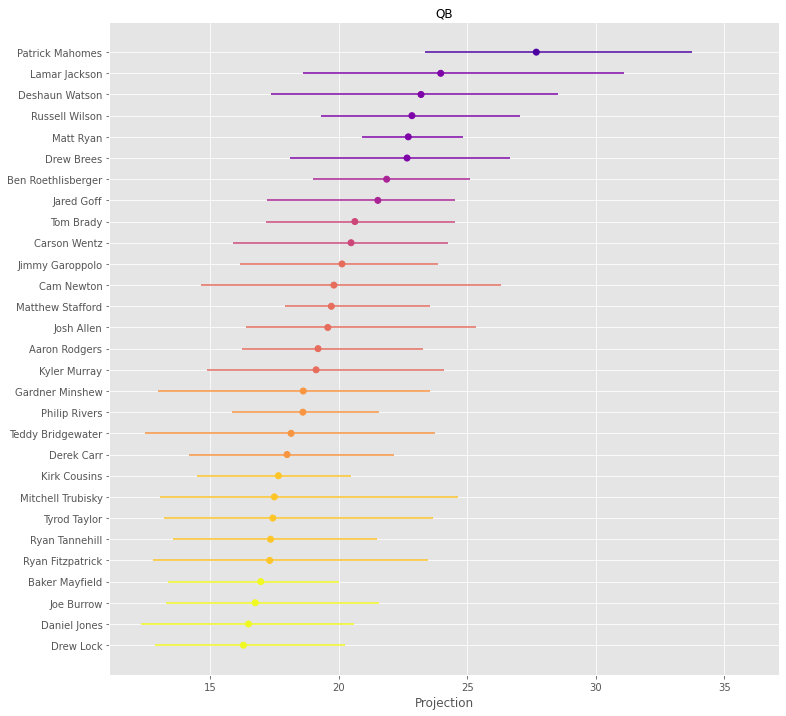 QB
Patrick Mahomes
Lamar Jackson
Deshaun Watson
Russell Wilson
Matt Ryan
Drew Brees
Ben Roethlisberger
Jared Goff
Tom Brady
Carson Wentz
Jimmy Garoppolo
Cam Newton
Matthew Stafford
Josh Allen
Aaron Rodgers
Kyler Murray
Gardner Minshew
Philip Rivers
Teddy Bridgewater
Derek Carr
Kirk Cousins
Mitchell Trubisky
Tyrod Taylor
Ryan Tannehill
Ryan Fitzpatrick
Baker Mayfield
Joe Burrow
Daniel Jones
Drew Lock
15 20 25 30 35
Projection